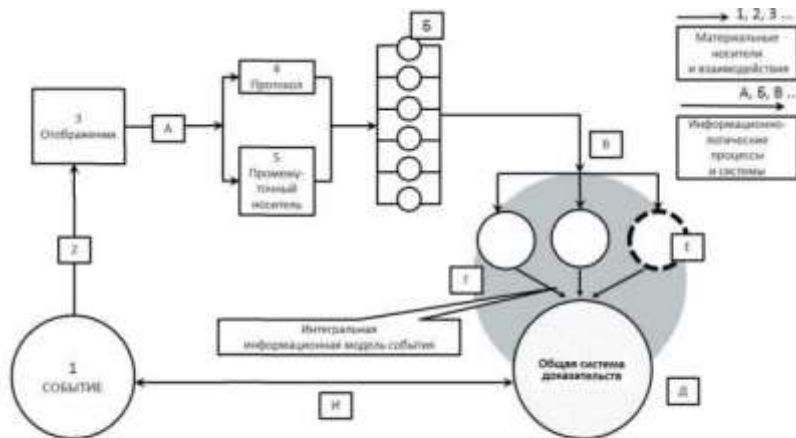 Б
1, 2, 3 ...
Материальные
носители
и взаимодействия
А, Б, В ...
Информационно-
логические
процессы
и системы
3
Отображения
А
4
Протокол
5
Промежу-
точный
носитель
В
2
Г
Е
Интегральная
информационная модель события
1
СОБЫТИЕ
Общая система
доказательств
И
Д